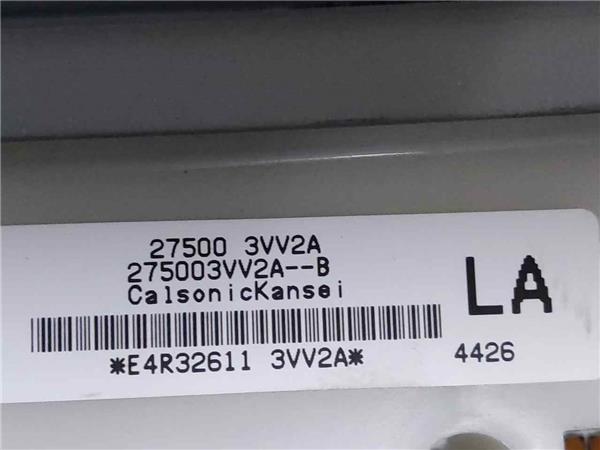 27500 3VV2A
275003VV2A--B
CalsonicKansei
LA
*E4R32611 3VV2A*
4426